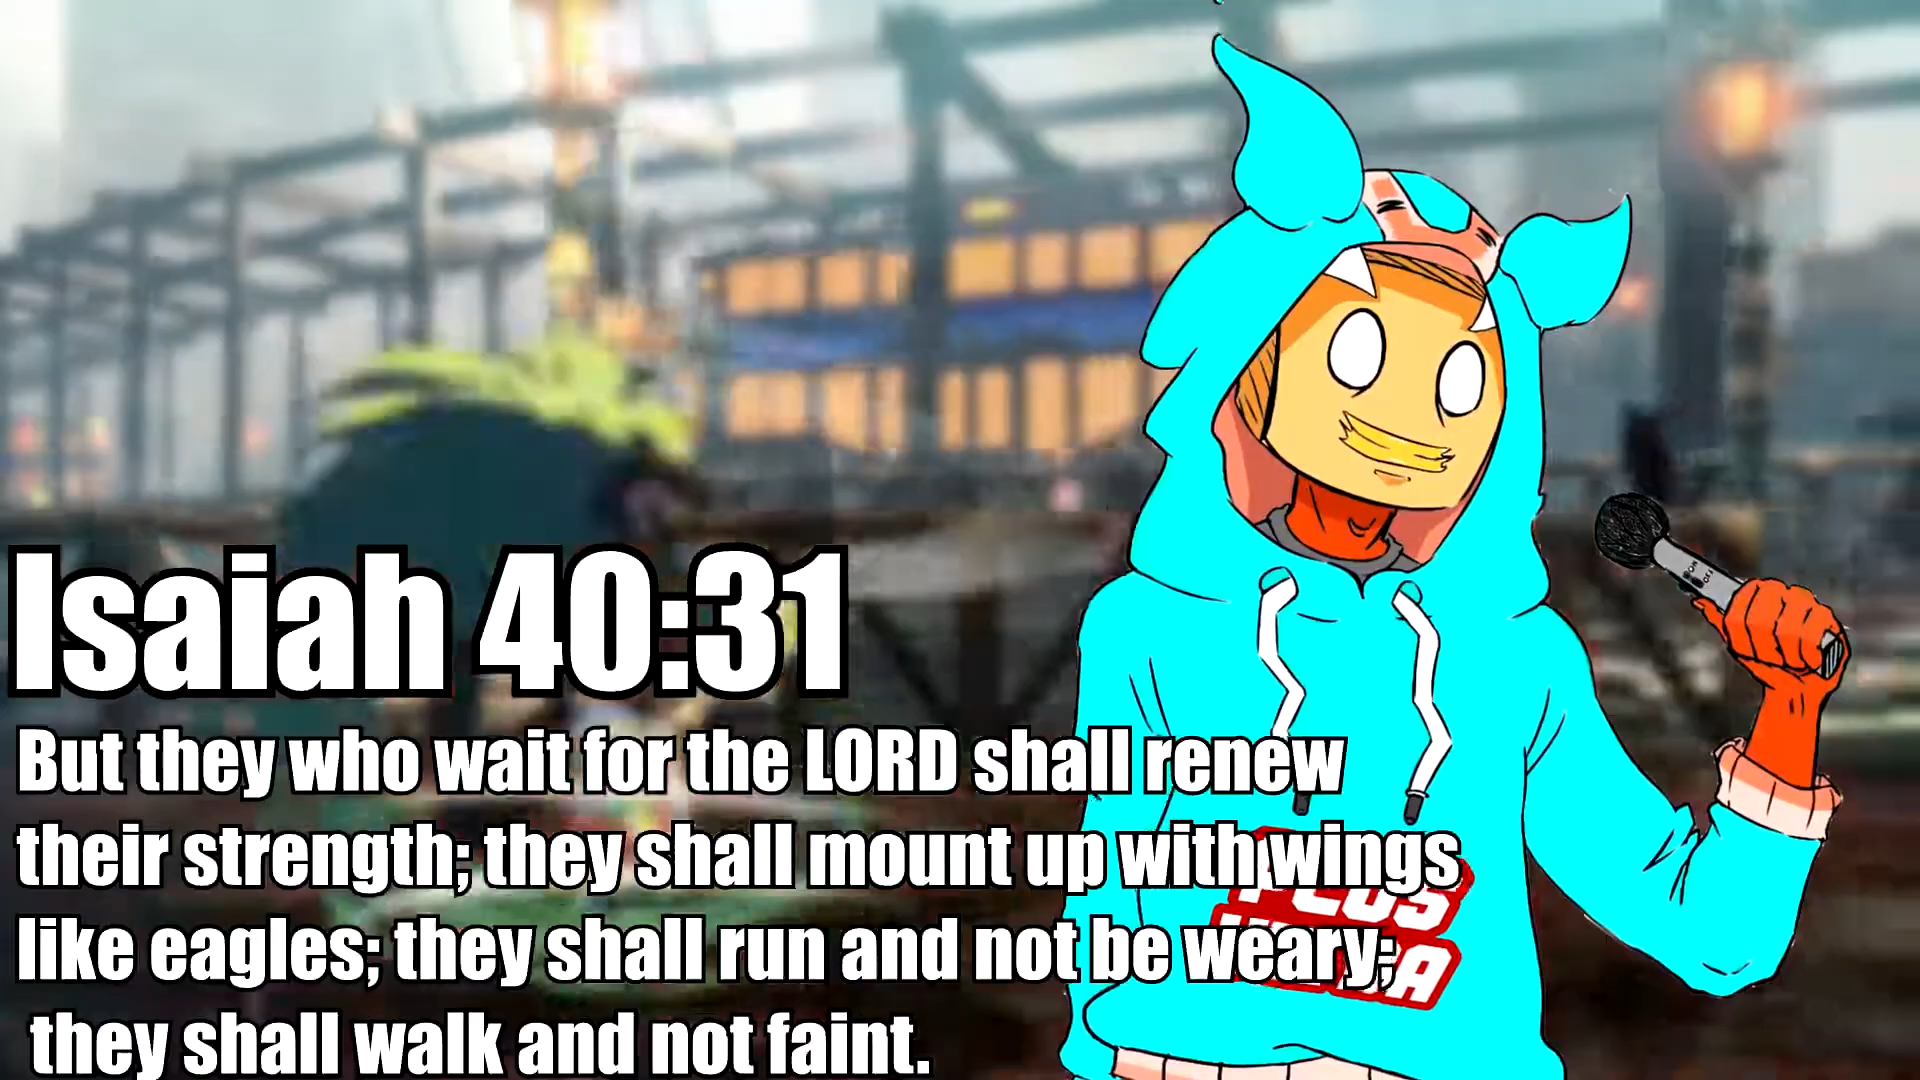 Isaiah 40:31
But they who wait for the LORD shall renew
their strength; they shall mount up with wings
like eagles; they shall run and not be weary;
they shall walk and not faint.
PLUS